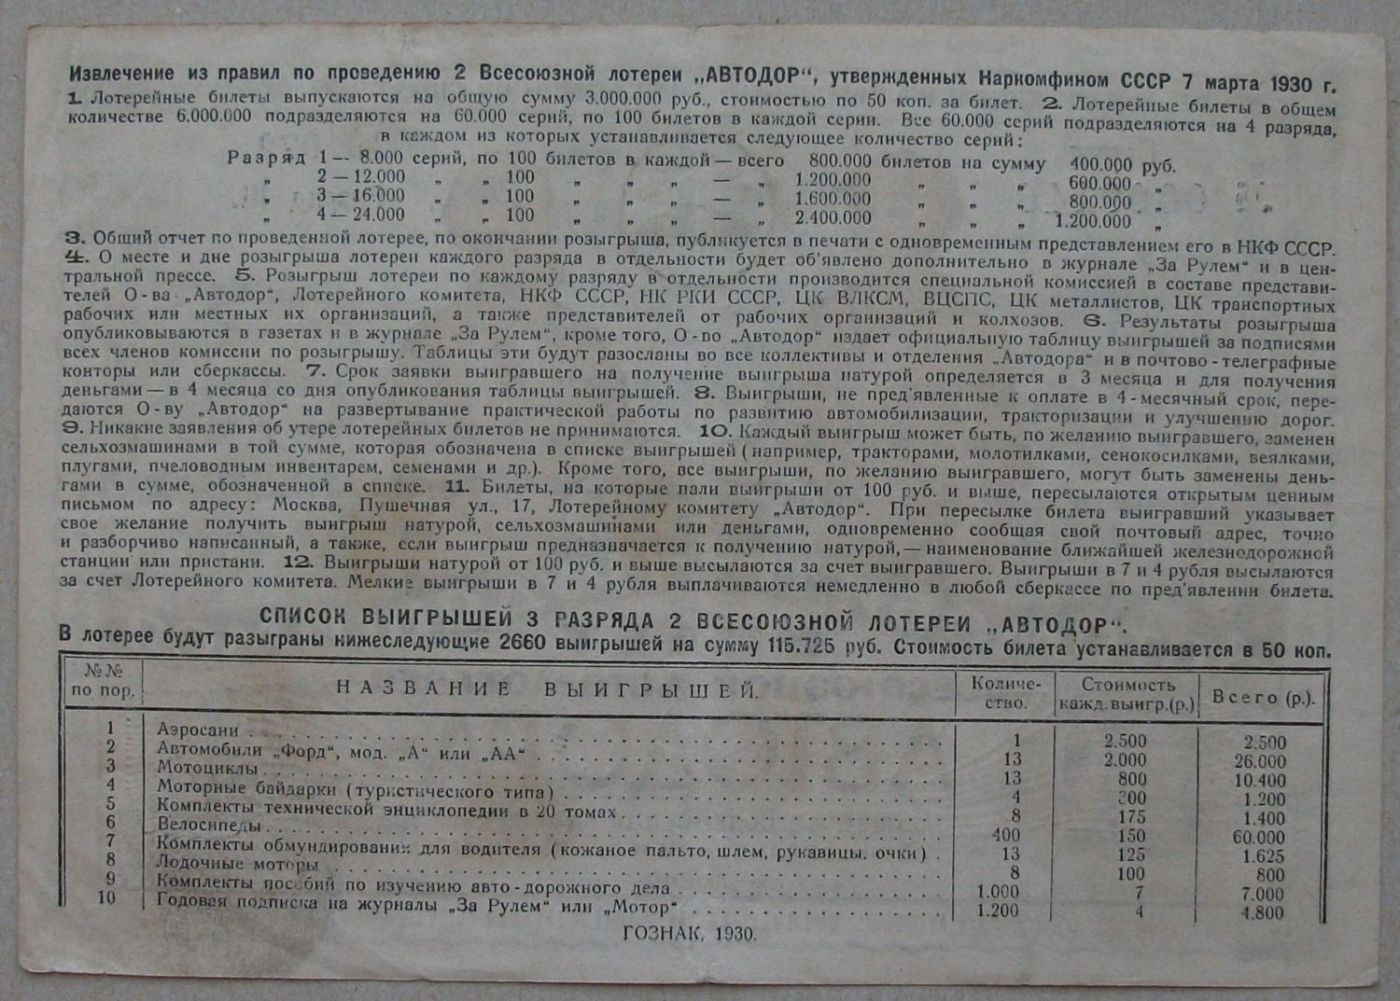 Извлечение из правил по проведению 2 Всесоюзной лотереи „АВТОДОР“, утвержденных Наркомфином СССР 7 марта 1930 г.
1. Лотерейные билеты выпускаются на общую сумму 3.000.000 руб., стоимостью по 50 коп. за билет. 2. Лотерейные билеты в общем
количестве 6.000.000 подразделяются на 60.000 серий, по 100 билетов в каждой серии. Все 60.000 серий подразделяются на 4 разряда,
в каждом из которых устанавливается следующее количество серий:
Разряд 1 — 8.000 серий, по 100 билетов в каждой — всего 800.000 билетов на сумму 400.000 руб.
„ 2 — 12.000 „ „ 100 „ „ „ — „ 1.200.000 „ „ „ 600.000 „
„ 3 — 16.000 „ „ 100 „ „ „ — „ 1.600.000 „ „ „ 800.000 „
„ 4 — 24.000 „ „ 100 „ „ „ — „ 2.400.000 „ „ „ 1.200.000 „
3. Общий отчет по проведенной лотерее, по окончании розыгрыша, публикуется в печати с одновременным представлением его в НКФ СССР.
4. О месте и дне розыгрыша лотереи каждого разряда в отдельности будет об'явлено дополнительно в журнале „За Рулем“ и в цен-
тральной прессе. 5. Розыгрыш лотереи по каждому разряду в отдельности производится специальной комиссией в составе представи-
телей О-ва „Автодор“, Лотерейного комитета, НКФ СССР, НК РКИ СССР, ЦК ВЛКСМ, ВЦСПС, ЦК металлистов, ЦК транспортных
рабочих или местных их организаций, а также представителей от рабочих организаций и колхозов. 6. Результаты розыгрыша
опубликовываются в газетах и в журнале „За Рулем“, кроме того, О-во „Автодор“ издает официальную таблицу выигрышей за подписями
всех членов комиссии по розыгрышу. Таблицы эти будут разосланы во все коллективы и отделения „Автодора“ и в почтово-телеграфные
конторы или сберкассы. 7. Срок заявки выигравшего на получение выигрыша натурой определяется в 3 месяца и для получения
деньгами — в 4 месяца со дня опубликования таблицы выигрышей. 8. Выигрыши, не пред'явленные к оплате в 4-месячный срок, пере-
даются О-ву „Автодор“ на развертывание практической работы по развитию автомобилизации, тракторизации и улучшению дорог.
9. Никакие заявления об утере лотерейных билетов не принимаются. 10. Каждый выигрыш может быть, по желанию выигравшего, заменен
сельхозмашинами в той сумме, которая обозначена в списке выигрышей (например, тракторами, молотилками, сенокосилками, веялками,
плугами, пчеловодным инвентарем, семенами и др.). Кроме того, все выигрыши, по желанию выигравшего, могут быть заменены день-
гами в сумме, обозначенной в списке. 11. Билеты, на которые пали выигрыши от 100 руб. и выше, пересылаются открытым ценным
письмом по адресу: Москва, Пушечная ул., 17, Лотерейному комитету „Автодор“. При пересылке билета выигравший указывает
свое желание получить выигрыш натурой, сельхозмашинами или деньгами, одновременно сообщая свой почтовый адрес, точно
и разборчиво написанный, а также, если выигрыш предназначается к получению натурой, — наименование ближайшей железнодорожной
станции или пристани. 12. Выигрыши натурой от 100 руб. и выше высылаются за счет выигравшего. Выигрыши в 7 и 4 рубля высылаются
за счет Лотерейного комитета. Мелкие выигрыши в 7 и 4 рубля выплачиваются немедленно в любой сберкассе по пред'явлении билета.
СПИСОК ВЫИГРЫШЕЙ 3 РАЗРЯДА 2 ВСЕСОЮЗНОЙ ЛОТЕРЕИ „АВТОДОР“.
В лотерее будут разыграны нижеследующие 2660 выигрышей на сумму 115.725 руб. Стоимость билета устанавливается в 50 коп.
№№ по пор. НАЗВАНИЕ ВЫИГРЫШЕЙ. Количе-ство. Стоимость кажд. выигр. (р.) Всего (р.).
1 Аэросани 1 2.500 2.500
2 Автомобили „Форд“, мод. „А“ или „АА“ 13 2.000 26.000
3 Мотоциклы 13 800 10.400
4 Моторные байдарки (туристического типа) 4 300 1.200
5 Комплекты технической энциклопедии в 20 томах 8 175 1.400
6 Велосипеды 400 150 60.000
7 Комплекты обмундирования для водителя (кожаное пальто, шлем, рукавицы, очки) 13 125 1.625
8 Лодочные моторы 8 100 800
9 Комплекты пособий по изучению авто-дорожного дела 1.000 7 7.000
10 Годовая подписка на журналы „За Рулем“ или „Мотор“ 1.200 4 4.800
ГОЗНАК, 1930.